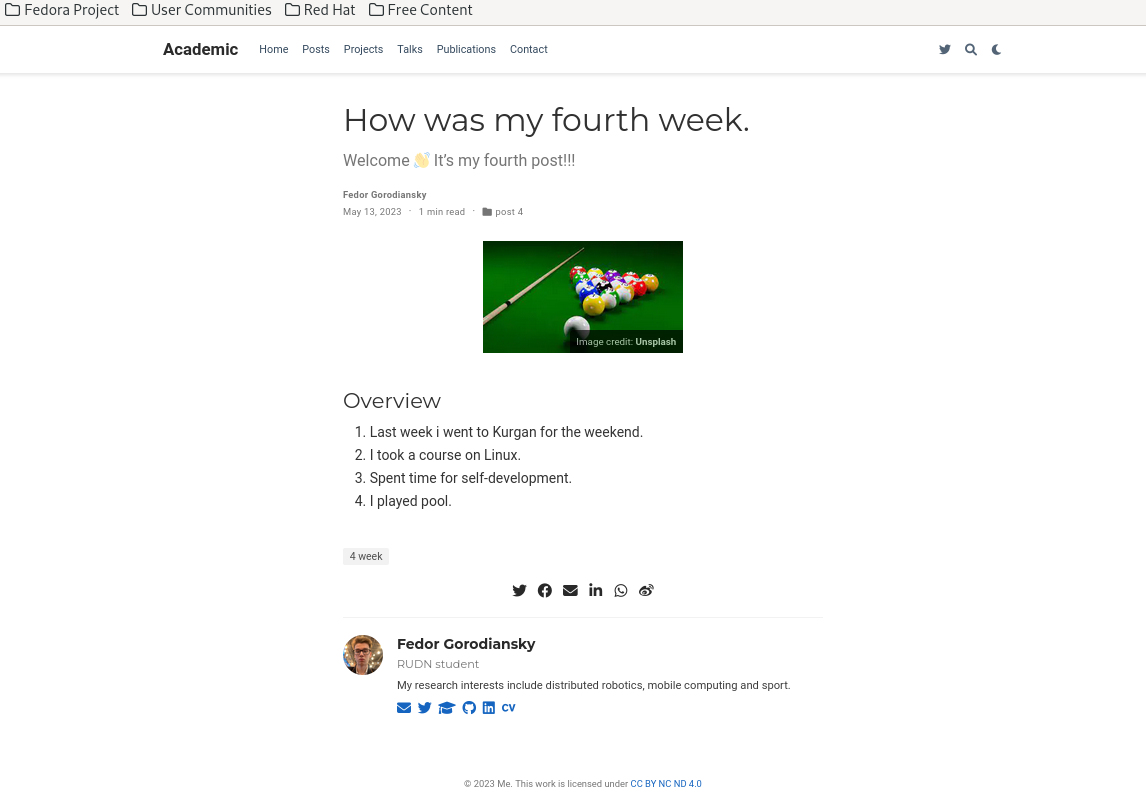 Fedora Project User Communities Red Hat Free Content
Academic Home Posts Projects Talks Publications Contact
How was my fourth week.
Welcome 👋 It's my fourth post!!!
Fedor Gorodiansky
May 13, 2023 · 1 min read · post 4
Image credit: Unsplash
Overview
1. Last week i went to Kurgan for the weekend.
2. I took a course on Linux.
3. Spent time for self-development.
4. I played pool.
4 week
Fedor Gorodiansky
RUDN student
My research interests include distributed robotics, mobile computing and sport.
CV
© 2023 Me. This work is licensed under CC BY NC ND 4.0